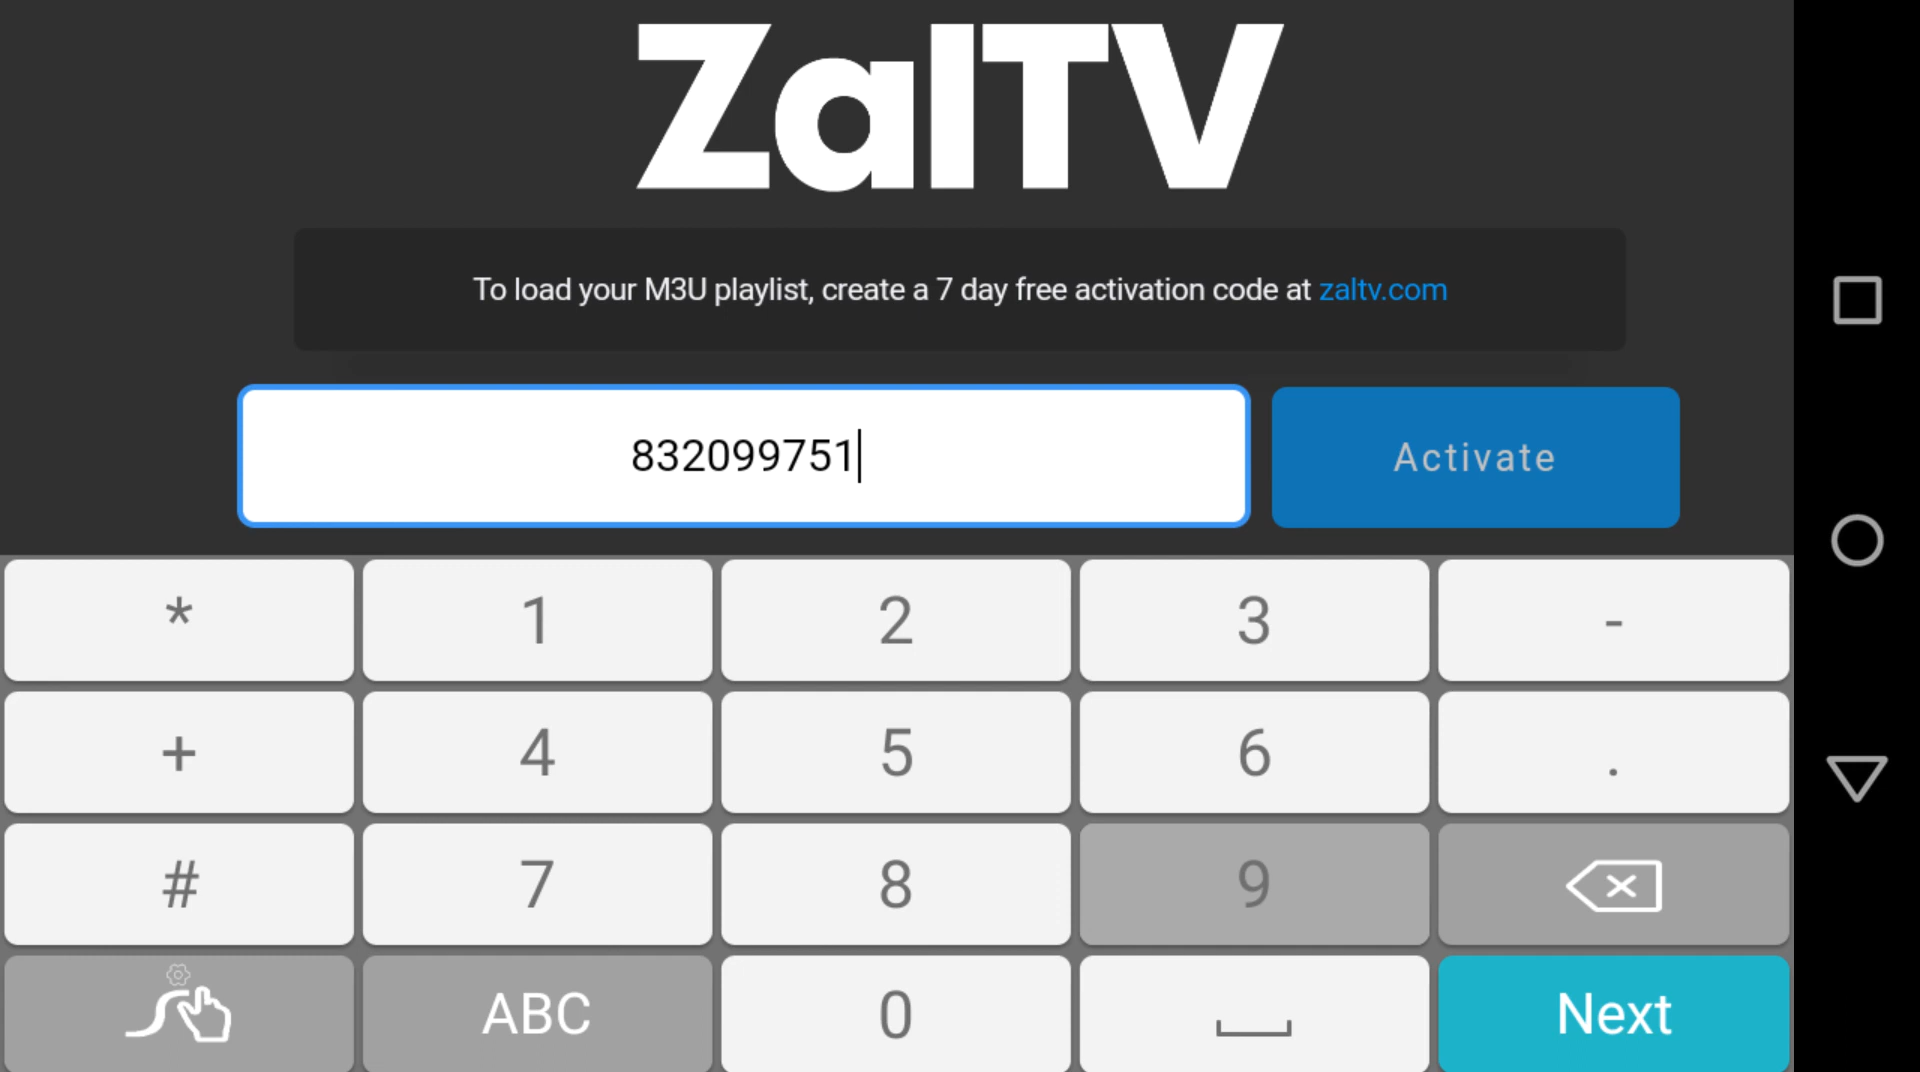 ZalTV
To load your M3U playlist, create a 7 day free activation code at zaltv.com
832099751
Activate
* 1 2 3 -
+ 4 5 6 .
# 7 8 9
ABC 0 Next